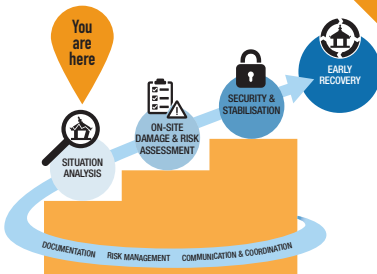 You
are
here
SITUATION
ANALYSIS
ON-SITE
DAMAGE & RISK
ASSESSMENT
SECURITY &
STABILISATION
EARLY
RECOVERY
DOCUMENTATION RISK MANAGEMENT COMMUNICATION & COORDINATION